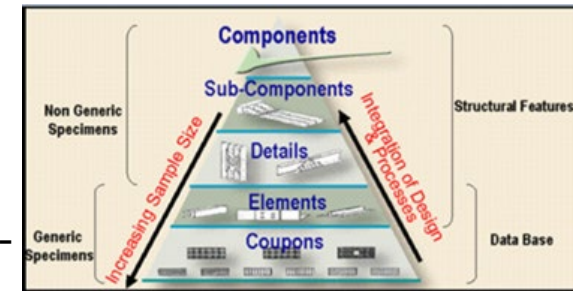 Components
Sub-Components
Non Generic
Specimens
Structural Features
Increasing Sample Size
Integration of Design
& Processes
Details
Elements
Generic
Specimens
Coupons
Data Base